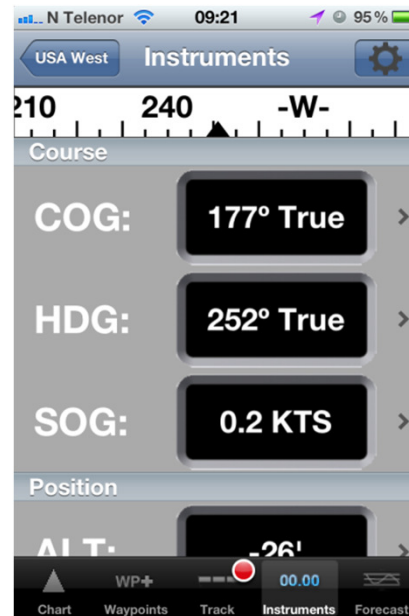 N Telenor 09:21 95 %
USA West Instruments
210 240 -W-
Course
COG: 177º True
HDG: 252º True
SOG: 0.2 KTS
Position
ALT: -26'
WP+ 00.00
Chart Waypoints Track Instruments Forecast